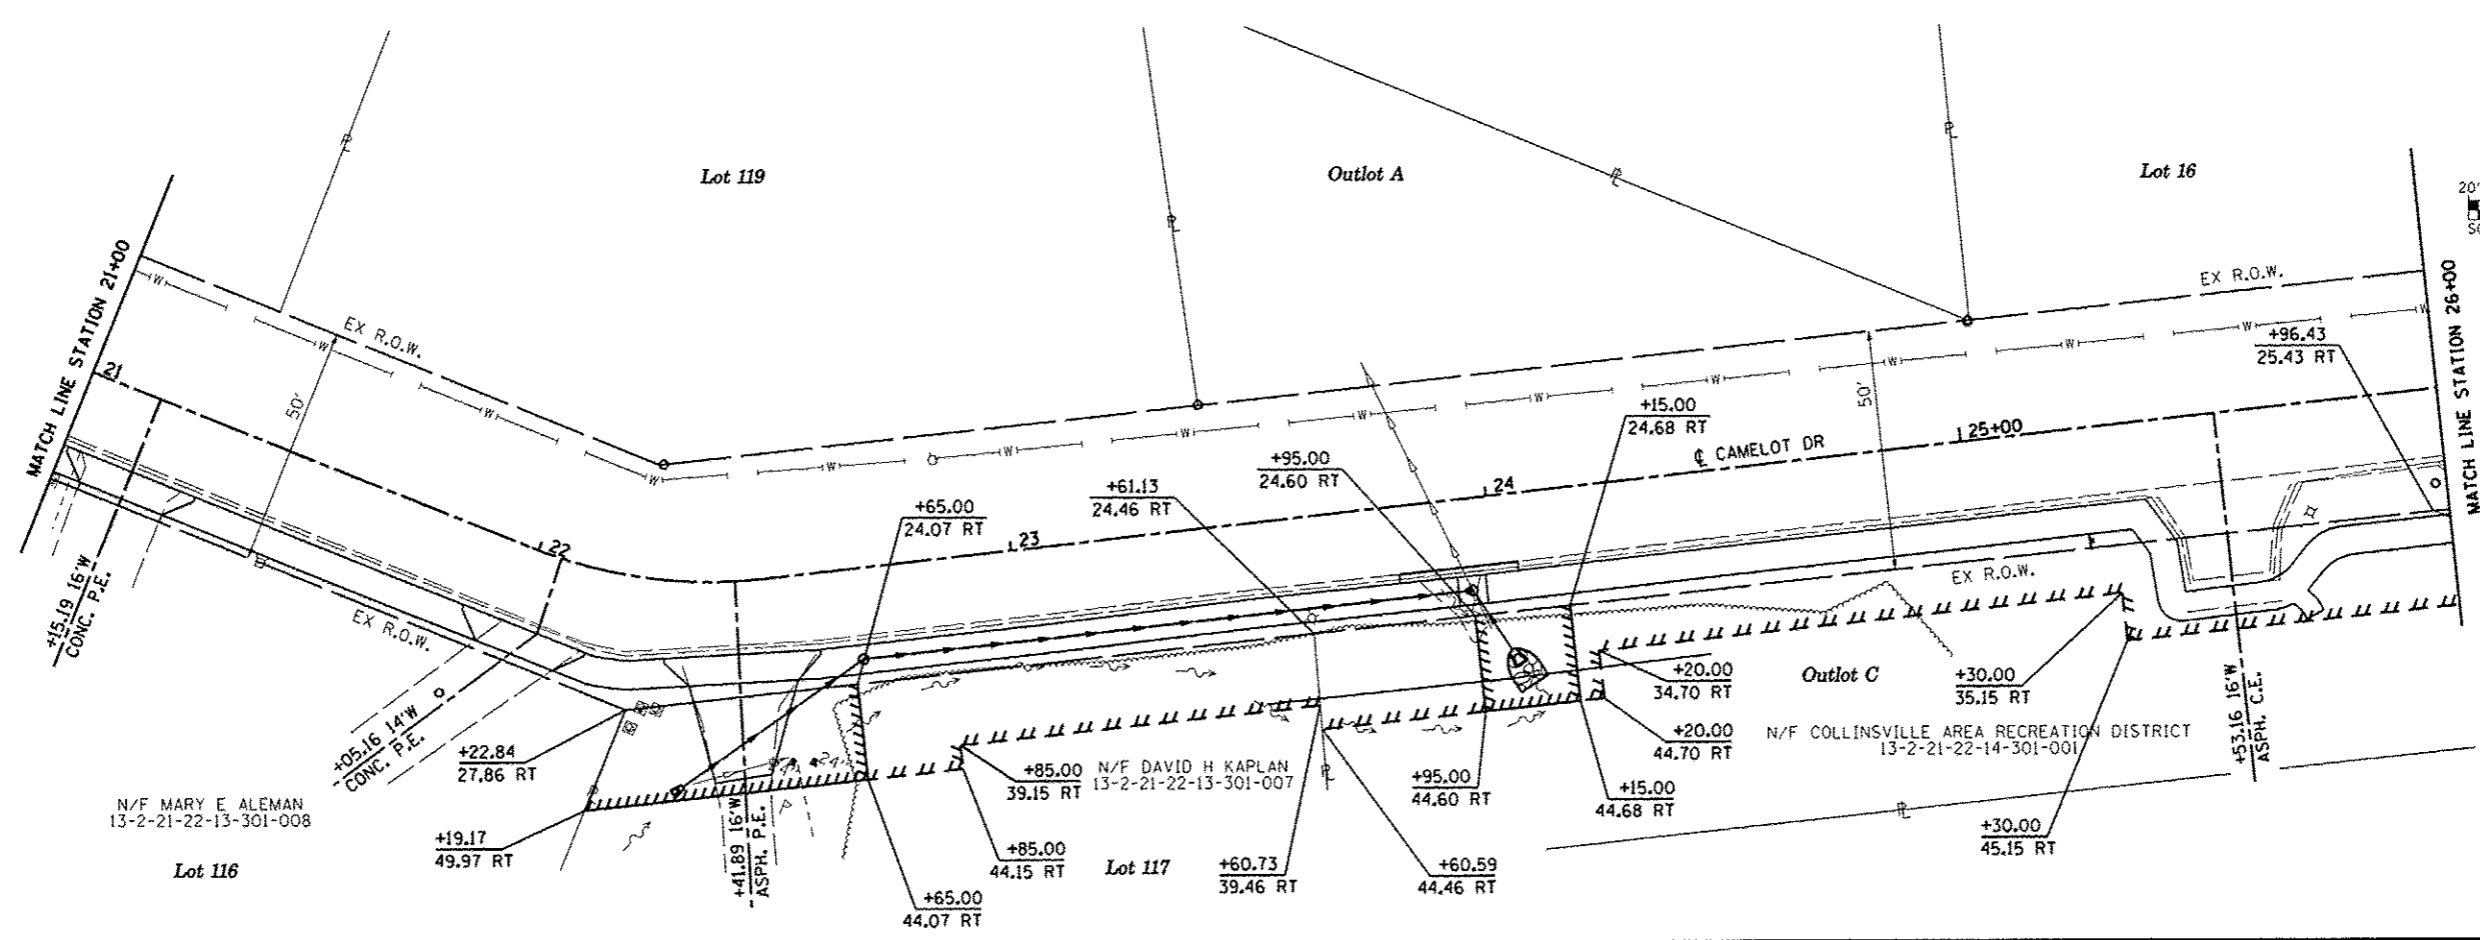 MATCH LINE STATION 21+00
Lot 119
Outlot A
Lot 16
20'
EX R.O.W.
EX R.O.W.
MATCH LINE STATION 26+00
+96.43
25.43 RT
21
50'
50'
W
W
W
W
W
W
W
W
W
W
W
W
W
W
+15.00
24.68 RT
25+00
℄ CAMELOT DR
+95.00
24.60 RT
24
+61.13
24.46 RT
+65.00
24.07 RT
23
22
+15.19 16'W
CONC. P.E.
EX R.O.W.
EX R.O.W.
+05.16 14'W
CONC. P.E.
+22.84
27.86 RT
+20.00
34.70 RT
Outlot C
+30.00
35.15 RT
+20.00
44.70 RT
N/F COLLINSVILLE AREA RECREATION DISTRICT
13-2-21-22-14-301-001
+53.16 16'W
ASPH. C.E.
+85.00
39.15 RT
N/F DAVID H KAPLAN
13-2-21-22-13-301-007
+95.00
44.60 RT
+15.00
44.68 RT
N/F MARY E ALEMAN
13-2-21-22-13-301-008
24"
+41.89 16'W
ASPH. P.E.
+19.17
49.97 RT
+30.00
45.15 RT
+85.00
44.15 RT
Lot 116
Lot 117
+60.73
39.46 RT
+60.59
44.46 RT
+65.00
44.07 RT